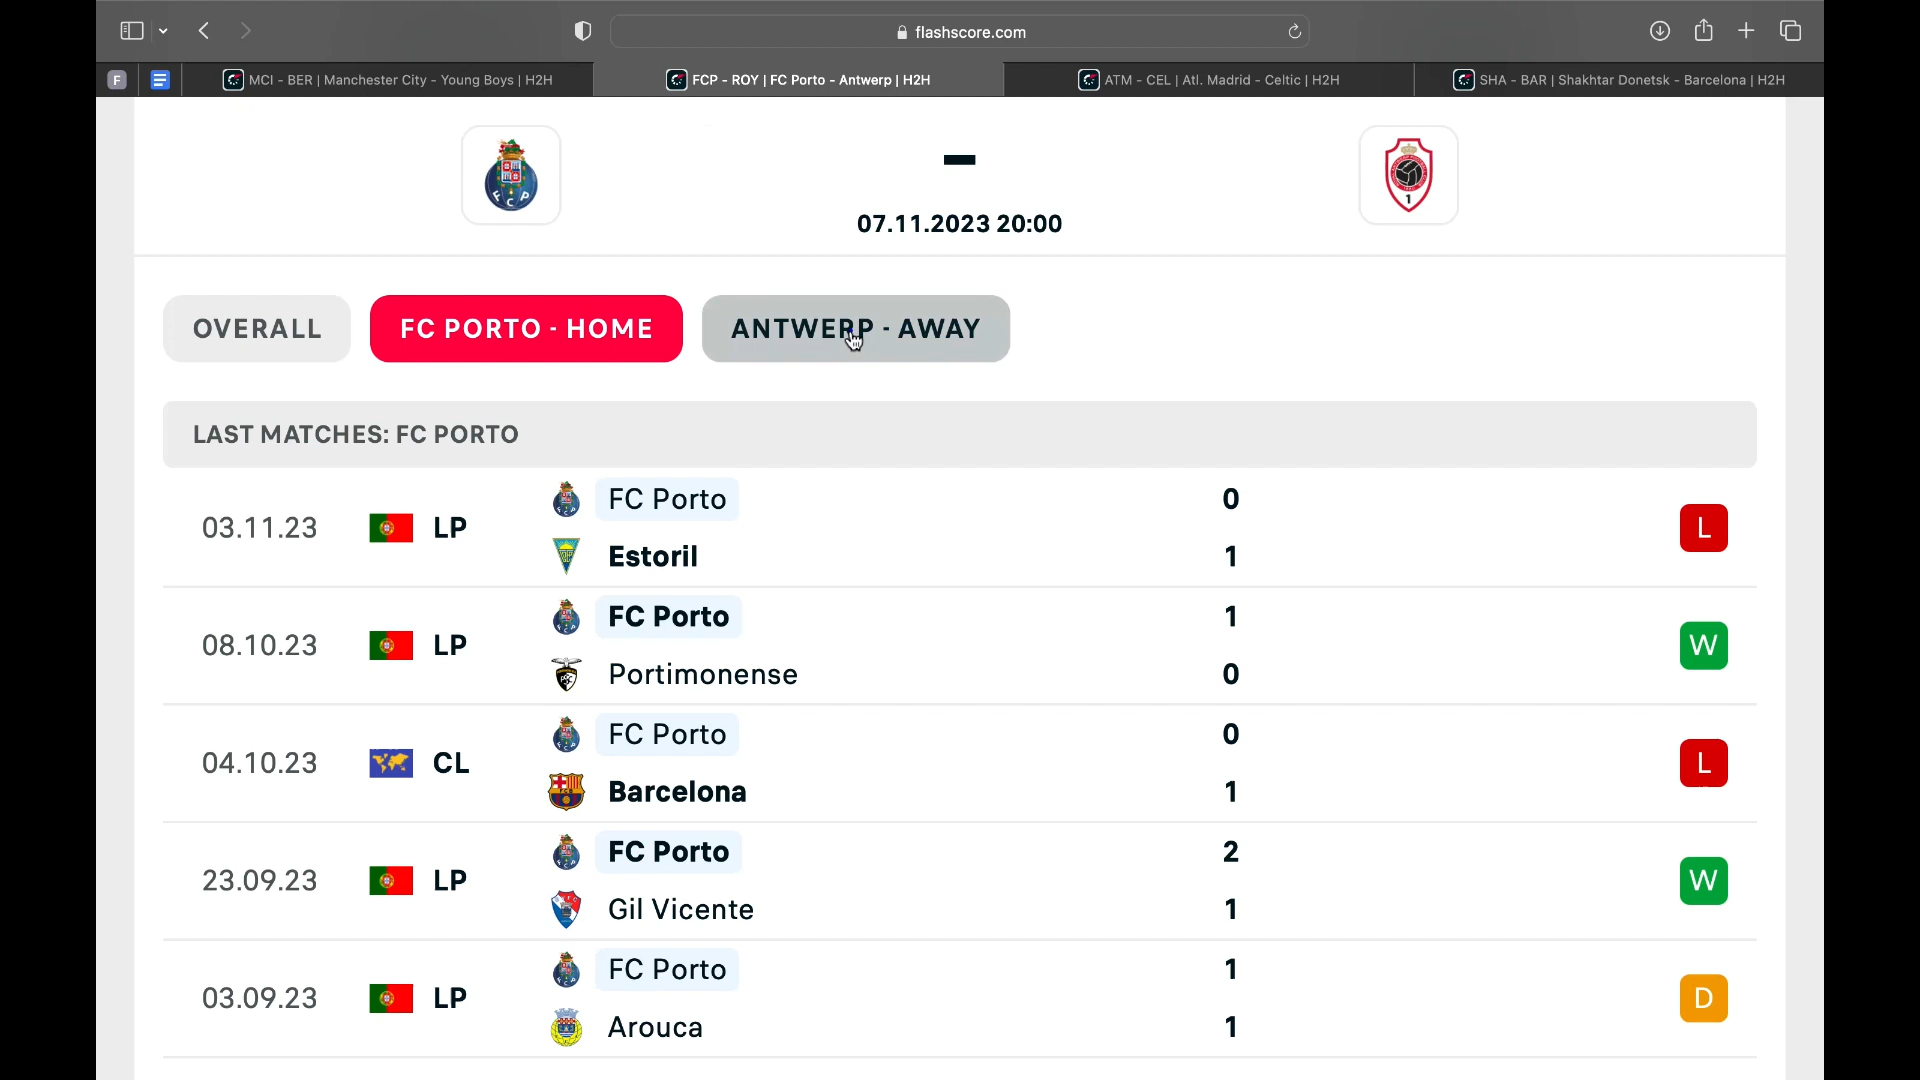 flashscore.com
F
MCI - BER | Manchester City - Young Boys | H2H
FCP - ROY | FC Porto - Antwerp | H2H
ATM - CEL | Atl. Madrid - Celtic | H2H
SHA - BAR | Shakhtar Donetsk - Barcelona | H2H
FCP
1
-
07.11.2023 20:00
OVERALL
FC PORTO - HOME
ANTWERP - AWAY
LAST MATCHES: FC PORTO
03.11.23 LP FC Porto 0 L
Estoril 1
08.10.23 LP FC Porto 1 W
Portimonense 0
04.10.23 CL FC Porto 0 L
Barcelona 1
23.09.23 LP FC Porto 2 W
Gil Vicente 1
03.09.23 LP FC Porto 1 D
Arouca 1